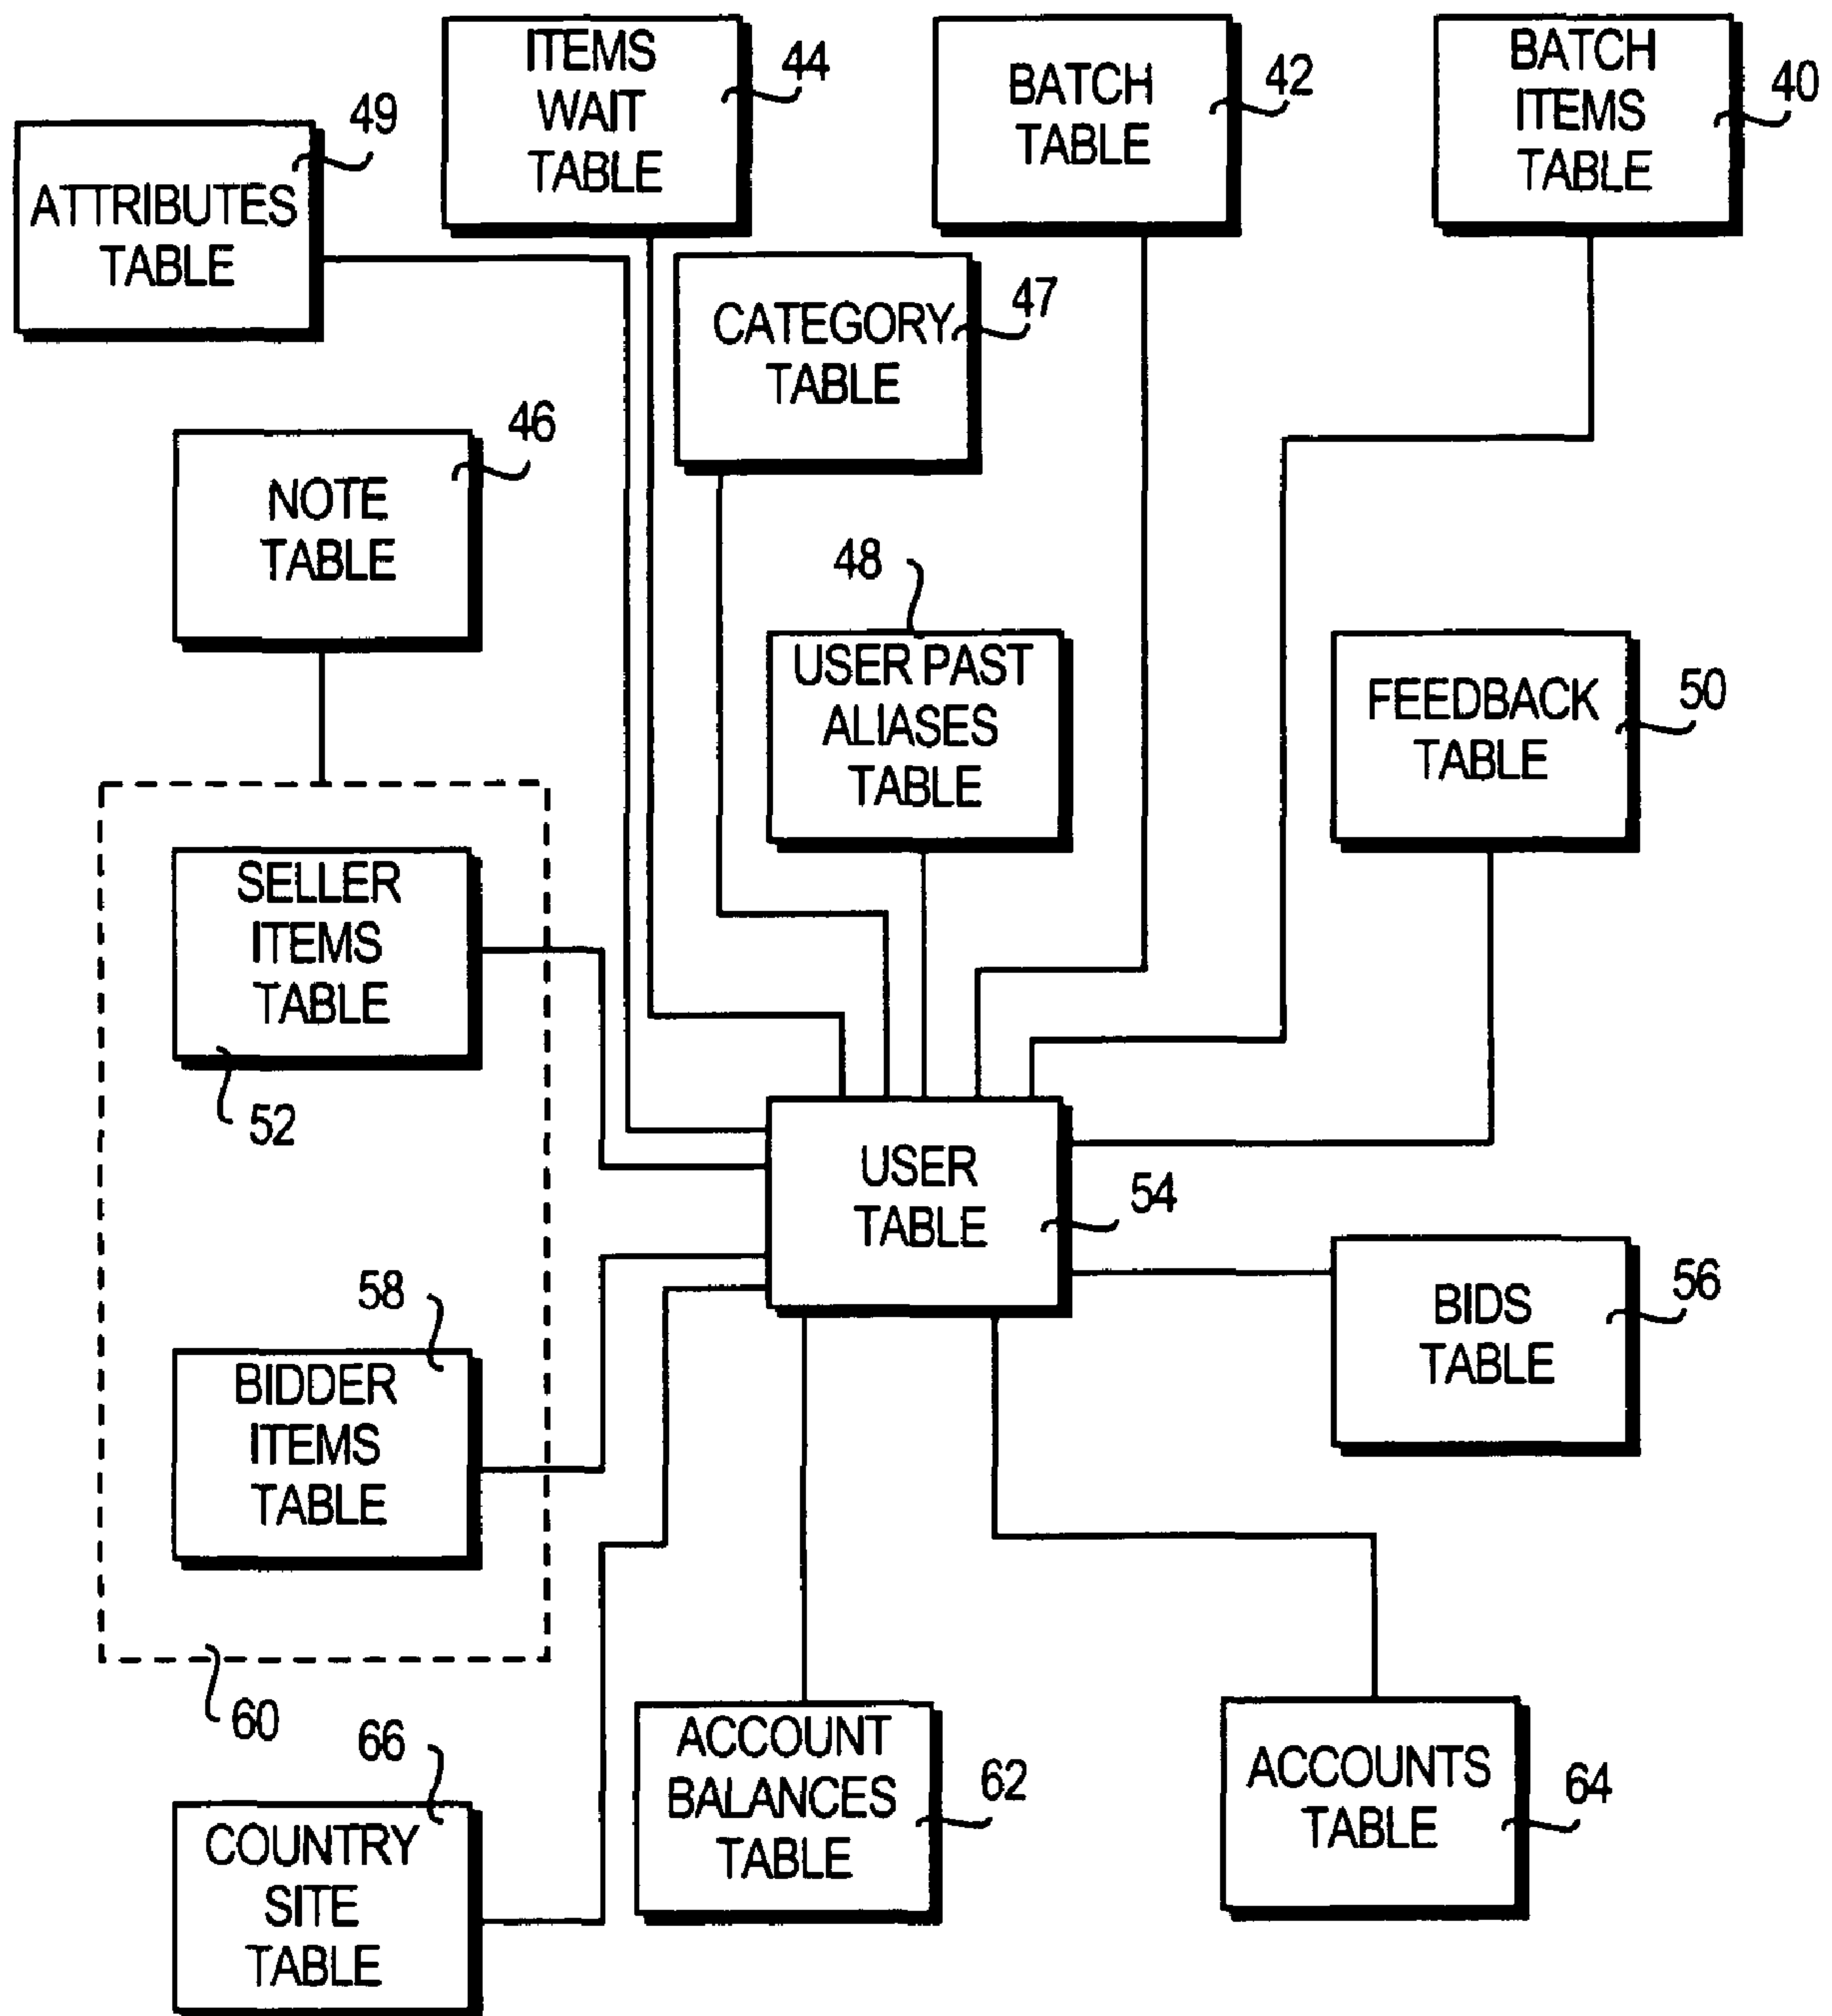 ITEMS
WAIT
TABLE
44
BATCH
TABLE
42
BATCH
ITEMS
TABLE
40
ATTRIBUTES
TABLE
49
CATEGORY
TABLE
47
NOTE
TABLE
46
48
USER PAST
ALIASES
TABLE
FEEDBACK
TABLE
50
SELLER
ITEMS
TABLE
52
USER
TABLE
54
58
BIDDER
ITEMS
TABLE
BIDS
TABLE
56
60
66
COUNTRY
SITE
TABLE
ACCOUNT
BALANCES
TABLE
62
ACCOUNTS
TABLE
64